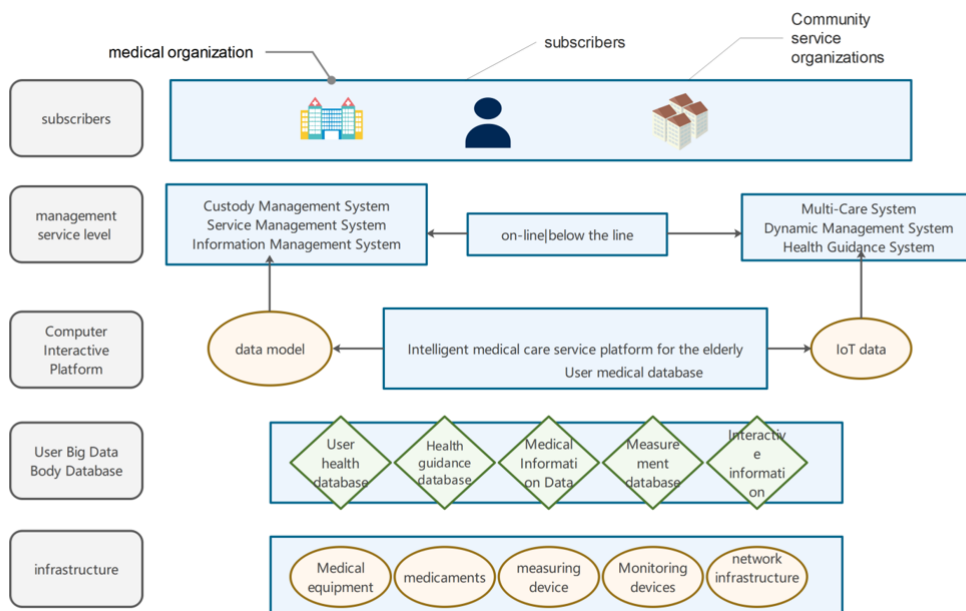 medical organization
subscribers
Community
service
organizations
subscribers
management
service level
Custody Management System
Service Management System
Information Management System
on-line|below the line
Multi-Care System
Dynamic Management System
Health Guidance System
Computer
Interactive
Platform
data model
Intelligent medical care service platform for the elderly
User medical database
IoT data
User Big Data
Body Database
User
health
database
Health
guidance
database
Medical
Informati
on Data
Measure
ment
database
Interactiv
e
information
infrastructure
Medical
equipment
medicaments
measuring
device
Monitoring
devices
network
infrastructure